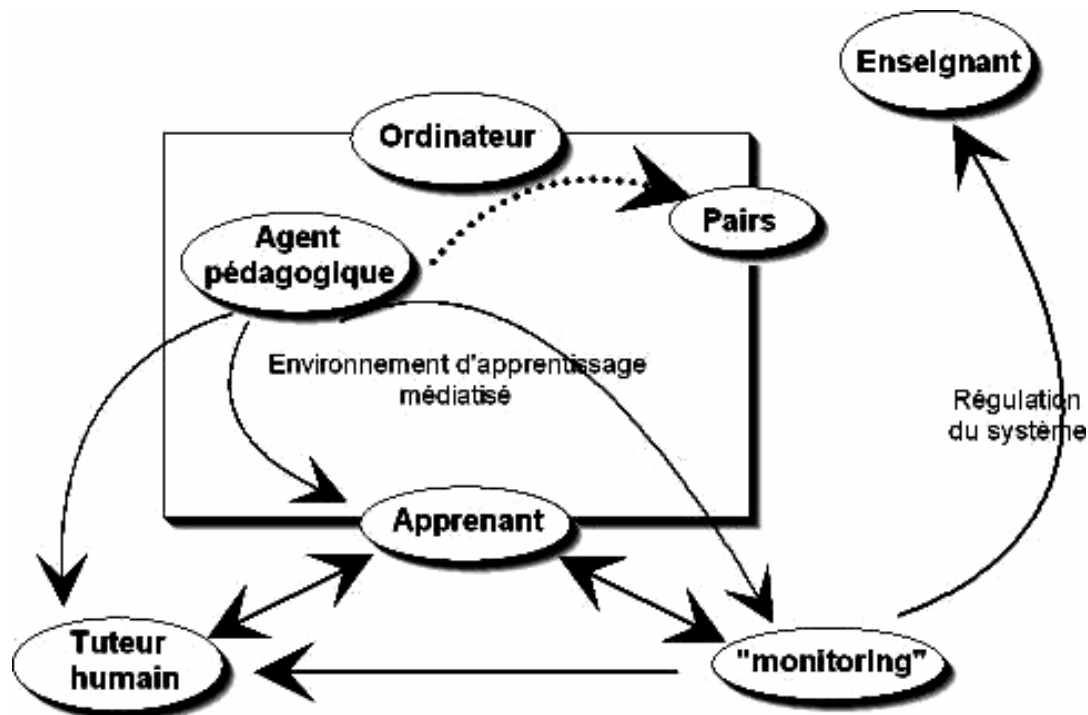 Enseignant
Ordinateur
Pairs
Agent
pédagogique
Environnement d'apprentissage
médiatisé
Régulation
du système
Apprenant
Tuteur
humain
"monitoring"